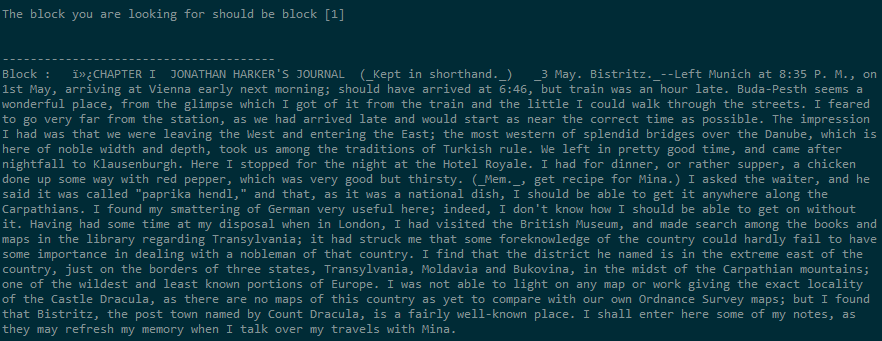 The block you are looking for should be block [1]
---------------------------------------
Block :   ï»¿CHAPTER I  JONATHAN HARKER'S JOURNAL  (_Kept in shorthand._)   _3 May. Bistritz._--Left Munich at 8:35 P. M., on
1st May, arriving at Vienna early next morning; should have arrived at 6:46, but train was an hour late. Buda-Pesth seems a
wonderful place, from the glimpse which I got of it from the train and the little I could walk through the streets. I feared
to go very far from the station, as we had arrived late and would start as near the correct time as possible. The impression
I had was that we were leaving the West and entering the East; the most western of splendid bridges over the Danube, which is
here of noble width and depth, took us among the traditions of Turkish rule. We left in pretty good time, and came after
nightfall to Klausenburgh. Here I stopped for the night at the Hotel Royale. I had for dinner, or rather supper, a chicken
done up some way with red pepper, which was very good but thirsty. (_Mem._, get recipe for Mina.) I asked the waiter, and he
said it was called "paprika hendl," and that, as it was a national dish, I should be able to get it anywhere along the
Carpathians. I found my smattering of German very useful here; indeed, I don't know how I should be able to get on without
it. Having had some time at my disposal when in London, I had visited the British Museum, and made search among the books and
maps in the library regarding Transylvania; it had struck me that some foreknowledge of the country could hardly fail to have
some importance in dealing with a nobleman of that country. I find that the district he named is in the extreme east of the
country, just on the borders of three states, Transylvania, Moldavia and Bukovina, in the midst of the Carpathian mountains;
one of the wildest and least known portions of Europe. I was not able to light on any map or work giving the exact locality
of the Castle Dracula, as there are no maps of this country as yet to compare with our own Ordnance Survey maps; but I found
that Bistritz, the post town named by Count Dracula, is a fairly well-known place. I shall enter here some of my notes, as
they may refresh my memory when I talk over my travels with Mina.